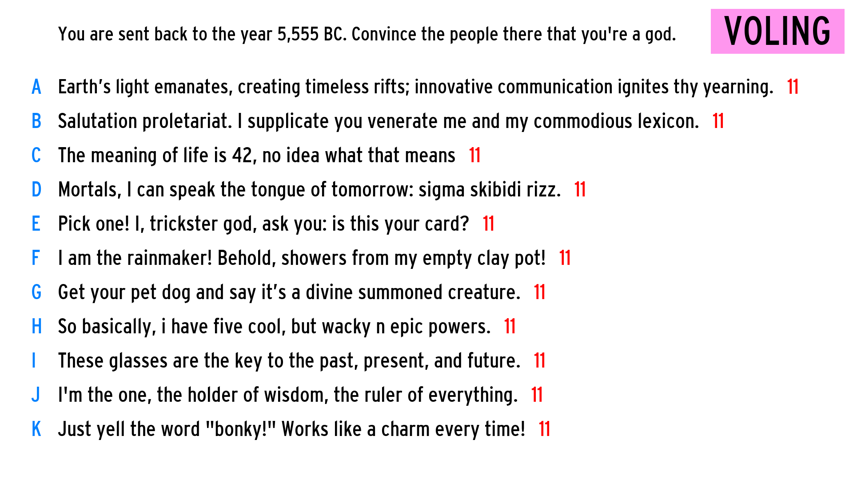 You are sent back to the year 5,555 BC. Convince the people there that you're a god.
VOLING
A Earth's light emanates, creating timeless rifts; innovative communication ignites thy yearning. 11
B Salutation proletariat. I supplicate you venerate me and my commodious lexicon. 11
C The meaning of life is 42, no idea what that means 11
D Mortals, I can speak the tongue of tomorrow: sigma skibidi rizz. 11
E Pick one! I, trickster god, ask you: is this your card? 11
F I am the rainmaker! Behold, showers from my empty clay pot! 11
G Get your pet dog and say it's a divine summoned creature. 11
H So basically, i have five cool, but wacky n epic powers. 11
I These glasses are the key to the past, present, and future. 11
J I'm the one, the holder of wisdom, the ruler of everything. 11
K Just yell the word "bonky!" Works like a charm every time! 11